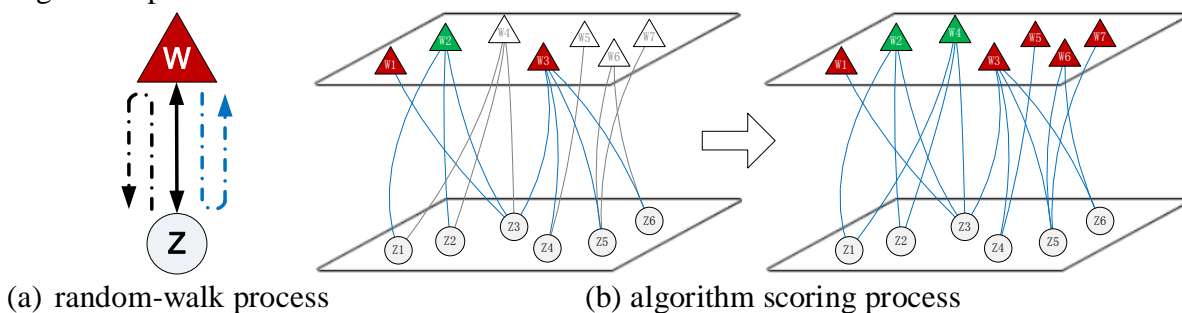 W
Z
W1
W2
W4
W3
W5
W6
W7
Z1
Z2
Z3
Z4
Z5
Z6
W1
W2
W4
W3
W5
W6
W7
Z1
Z2
Z3
Z4
Z5
Z6
(a) random-walk process
(b) algorithm scoring process